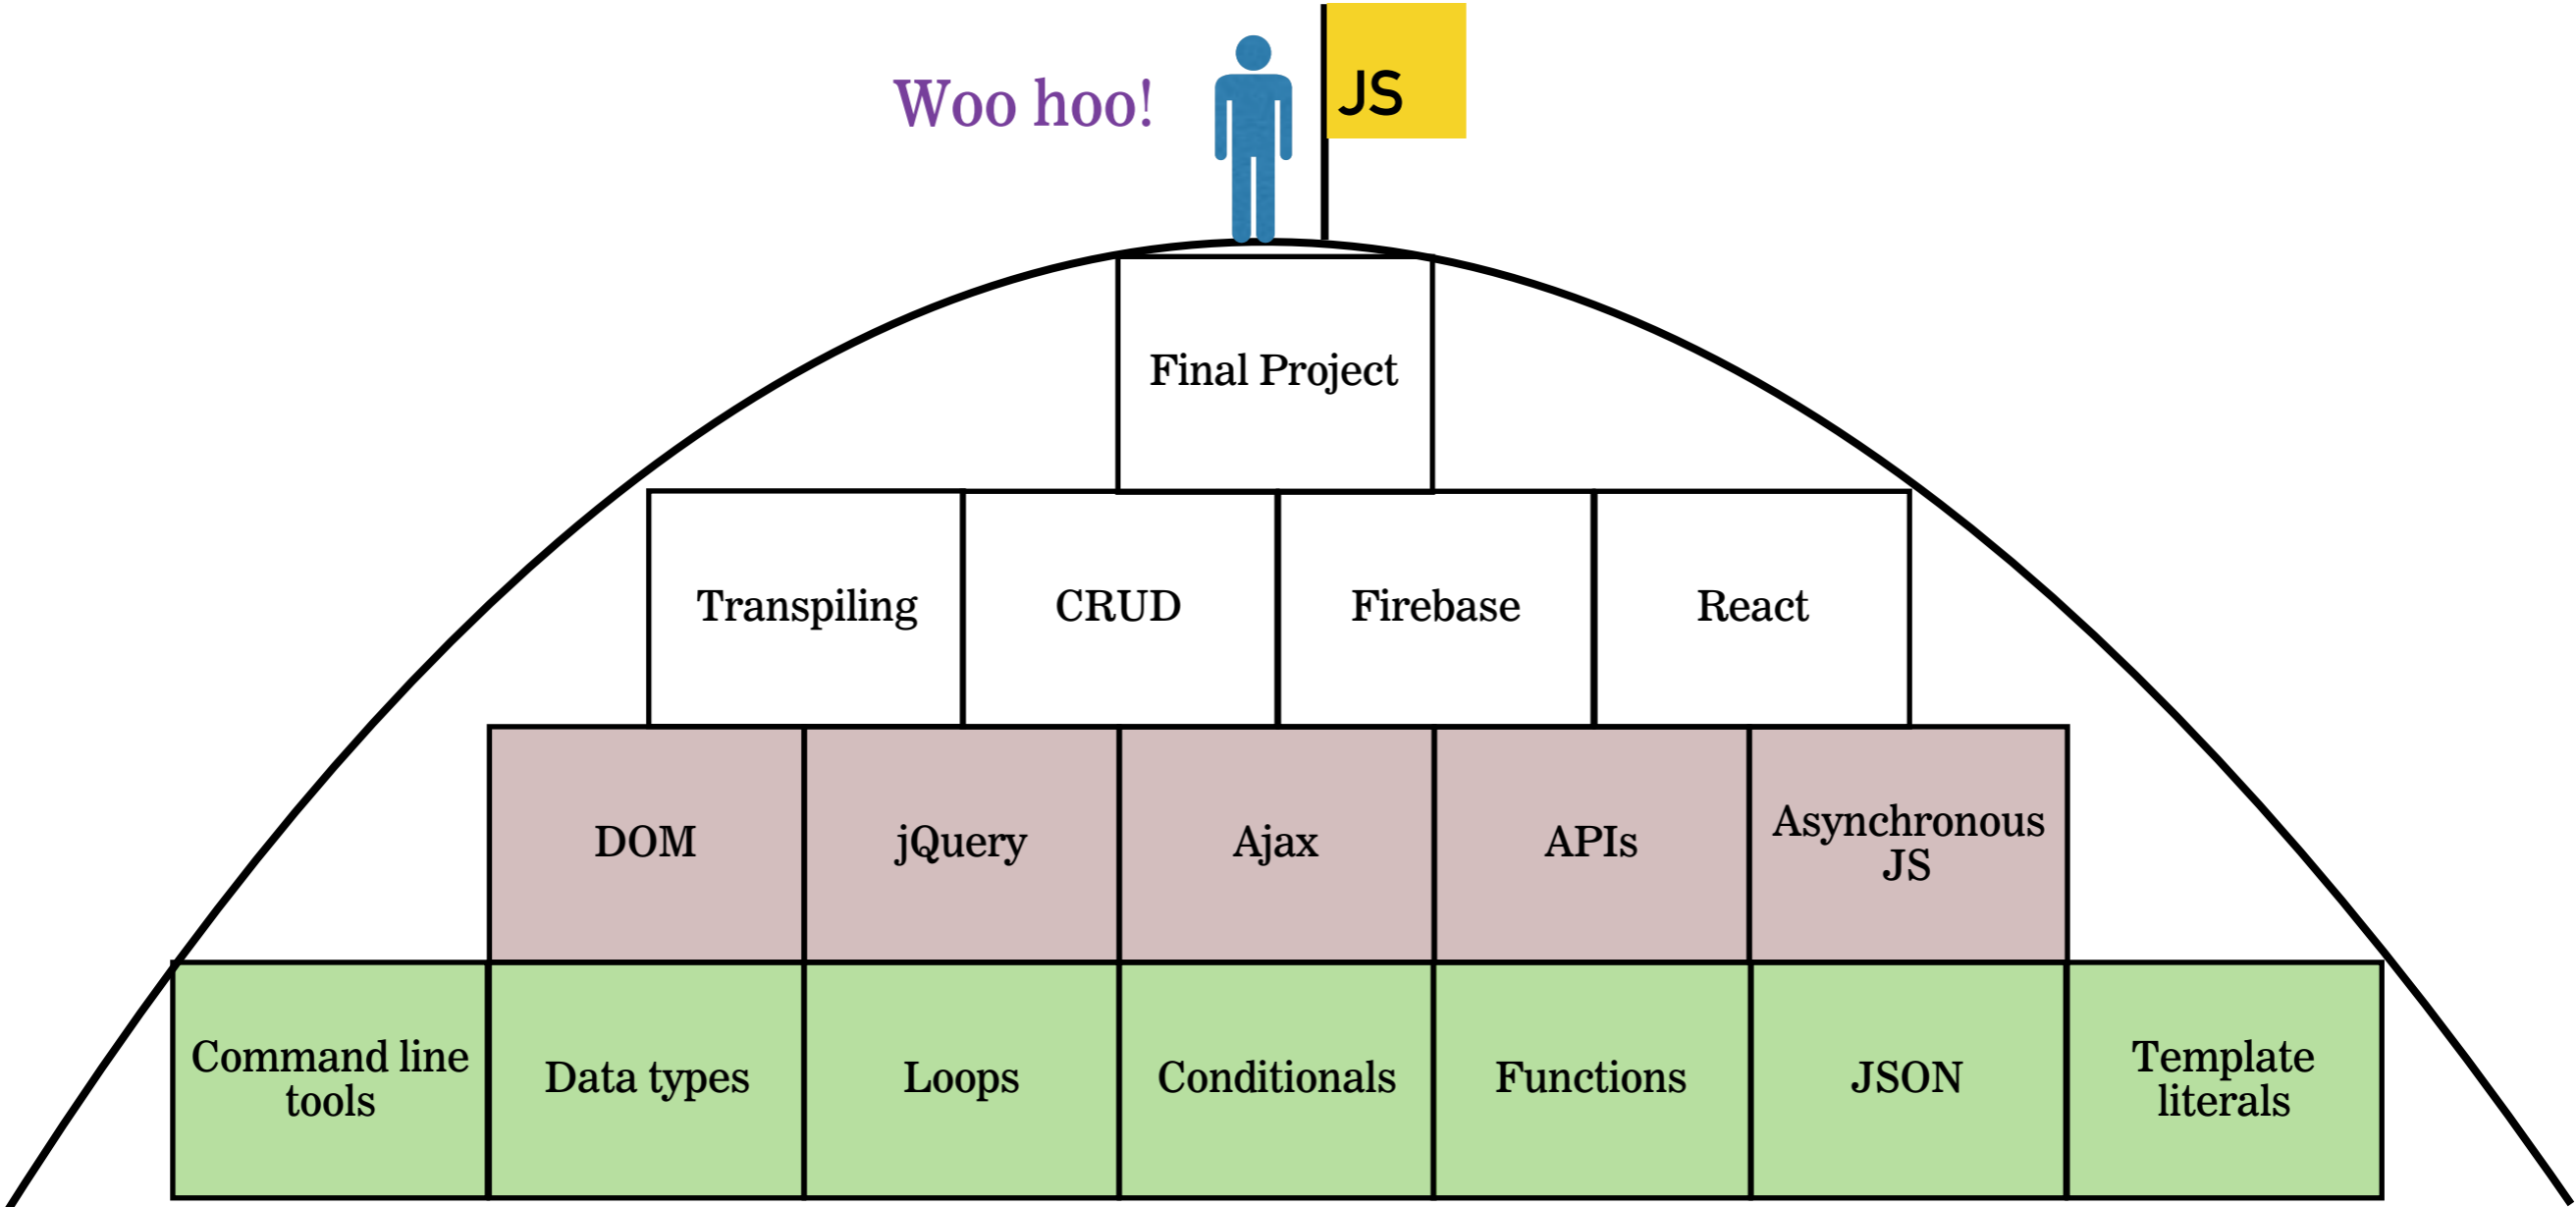 Woo hoo!
JS
Final Project
Transpiling
CRUD
Firebase
React
DOM
jQuery
Ajax
APIs
Asynchronous
JS
Command line
tools
Data types
Loops
Conditionals
Functions
JSON
Template
literals